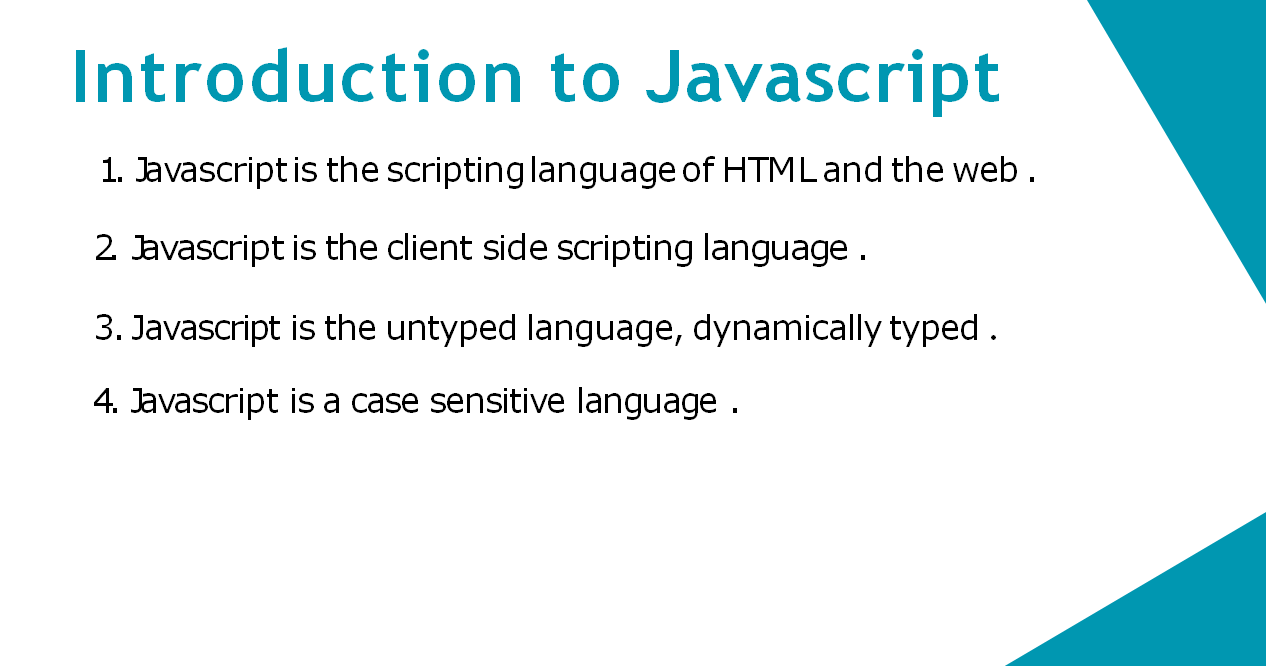 Introduction to Javascript
1. Javascript is the scripting language of HTML and the web .
2. Javascript is the client side scripting language .
3. Javascript is the untyped language, dynamically typed .
4. Javascript is a case sensitive language .